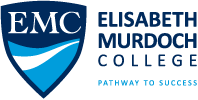 EMC
ELISABETH
MURDOCH
COLLEGE
PATHWAY TO SUCCESS